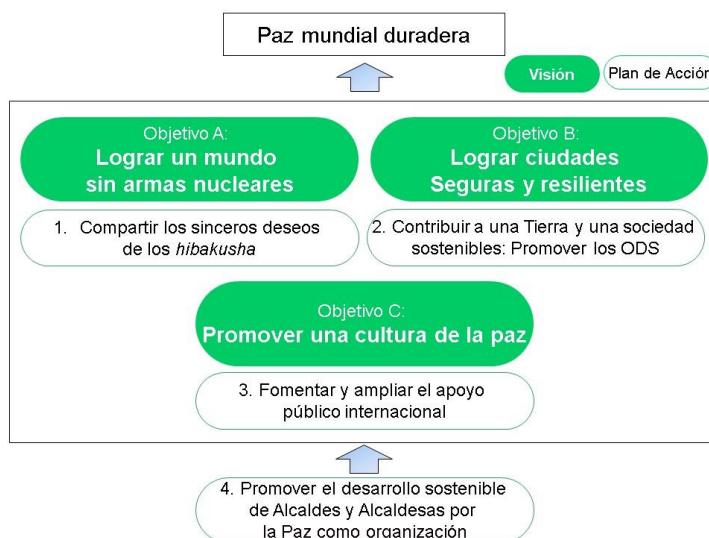 Paz mundial duradera
Visión
Plan de Acción
Objetivo A:
Lograr un mundo
sin armas nucleares
Objetivo B:
Lograr ciudades
Seguras y resilientes
1. Compartir los sinceros deseos
de los hibakusha
2. Contribuir a una Tierra y una sociedad
sostenibles: Promover los ODS
Objetivo C:
Promover una cultura de la paz
3. Fomentar y ampliar el apoyo
público internacional
4. Promover el desarrollo sostenible
de Alcaldes y Alcaldesas por
la Paz como organización